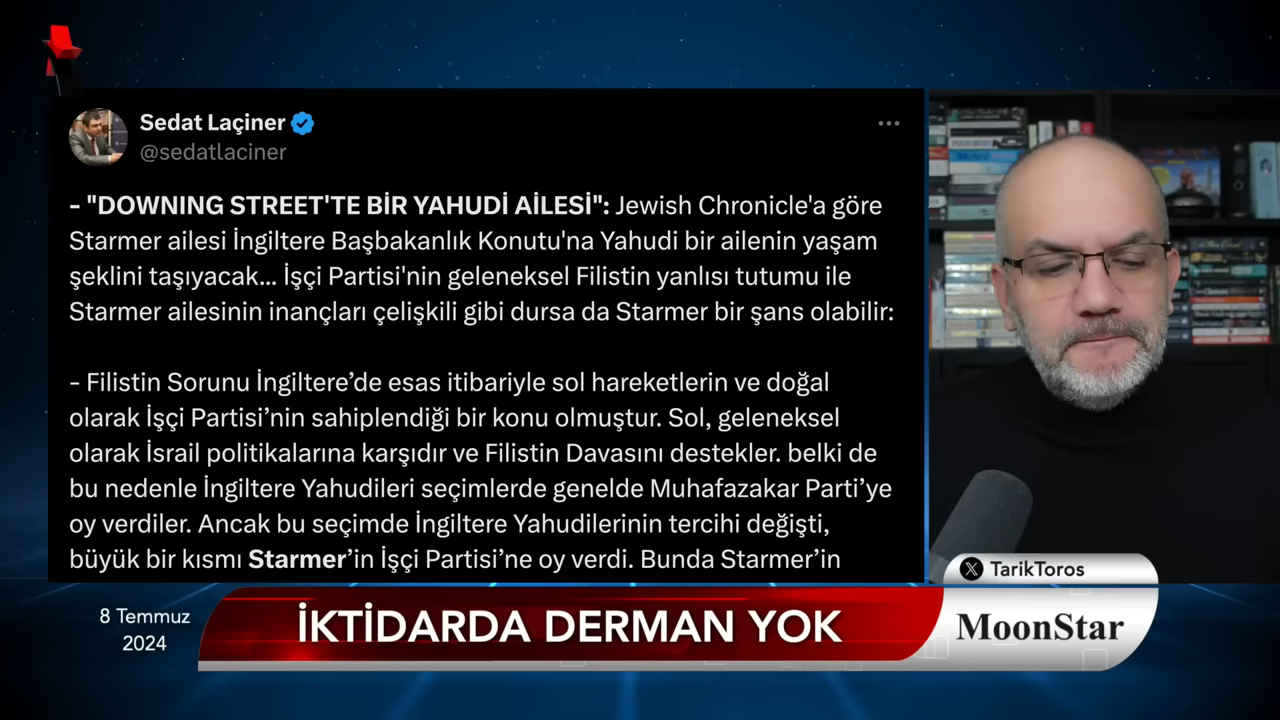 Sedat Laçiner
@sedatlaciner
- "DOWNING STREET'TE BİR YAHUDİ AİLESİ": Jewish Chronicle'a göre
Starmer ailesi İngiltere Başbakanlık Konutu'na Yahudi bir ailenin yaşam
şeklini taşıyacak... İşçi Partisi'nin geleneksel Filistin yanlısı tutumu ile
Starmer ailesinin inançları çelişkili gibi dursa da Starmer bir şans olabilir:
- Filistin Sorunu İngiltere’de esas itibariyle sol hareketlerin ve doğal
olarak İşçi Partisi’nin sahiplendiği bir konu olmuştur. Sol, geleneksel
olarak İsrail politikalarına karşıdır ve Filistin Davasını destekler. belki de
bu nedenle İngiltere Yahudileri seçimlerde genelde Muhafazakar Parti’ye
oy verdiler. Ancak bu seçimde İngiltere Yahudilerinin tercihi değişti,
büyük bir kısmı Starmer’in İşçi Partisi’ne oy verdi. Bunda Starmer’in
TarikToros
8 Temmuz
2024
İKTİDARDA DERMAN YOK
MoonStar